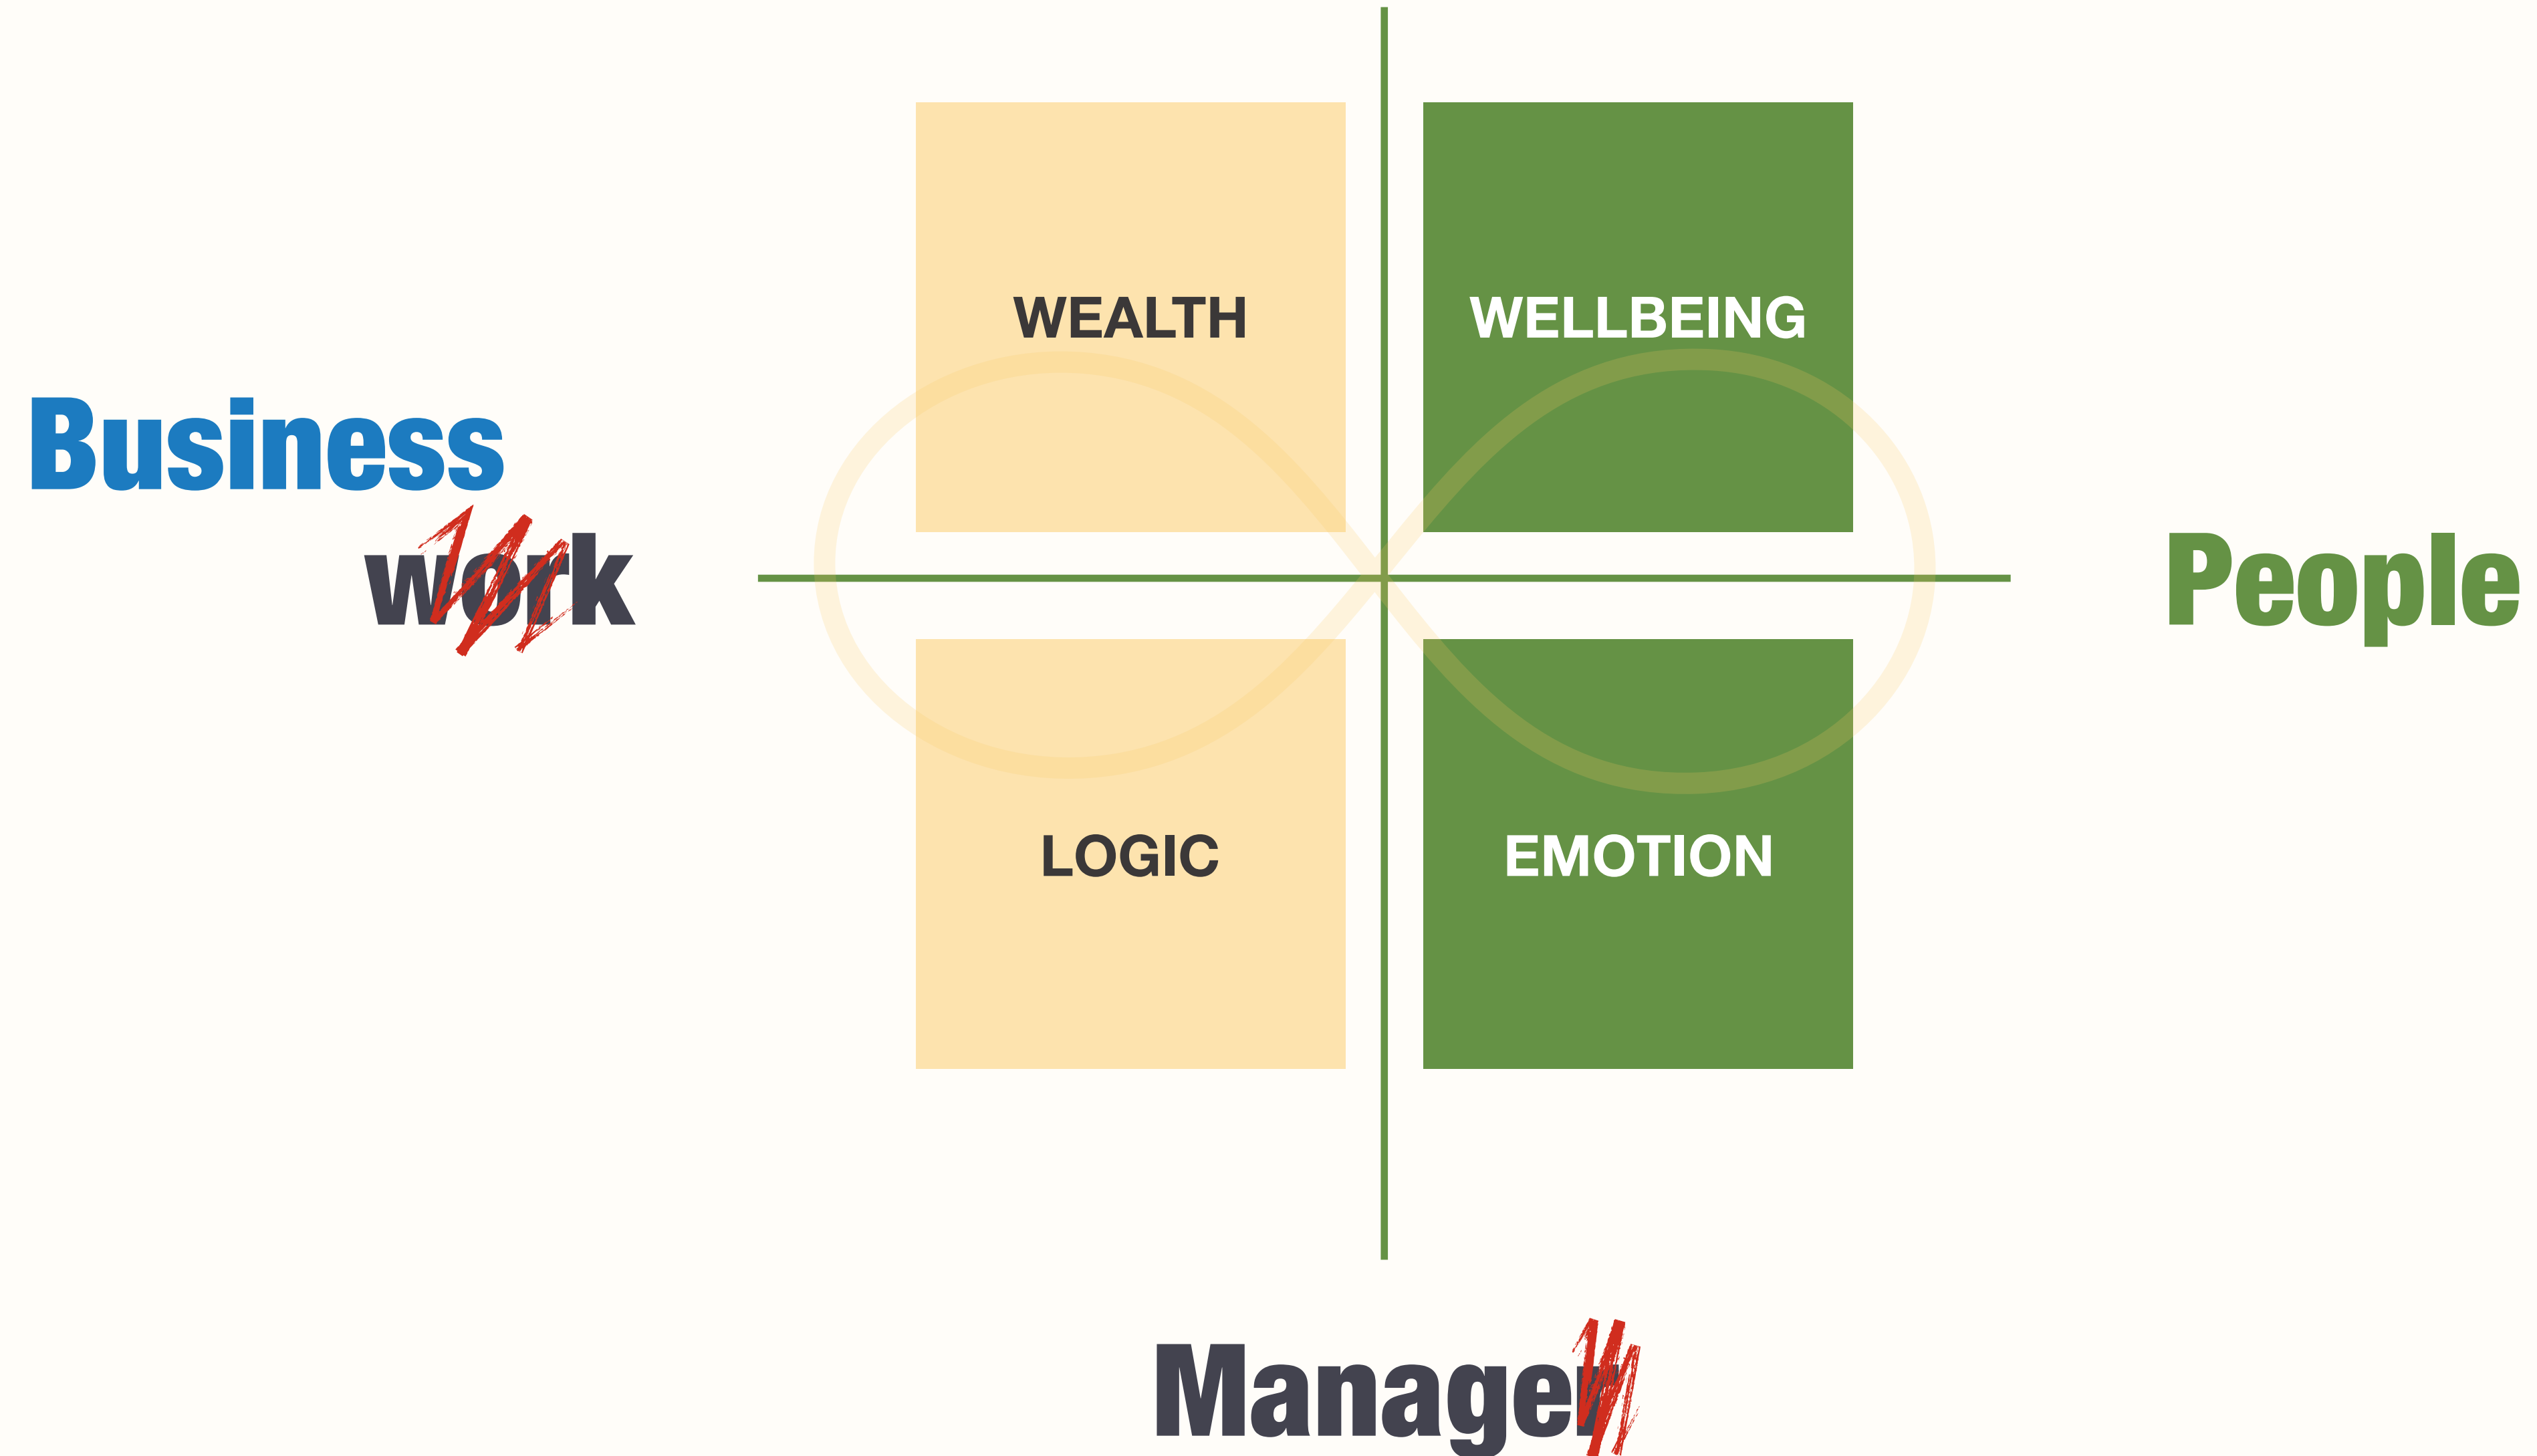 WEALTH
WELLBEING
Business
work
People
LOGIC
EMOTION
Manager